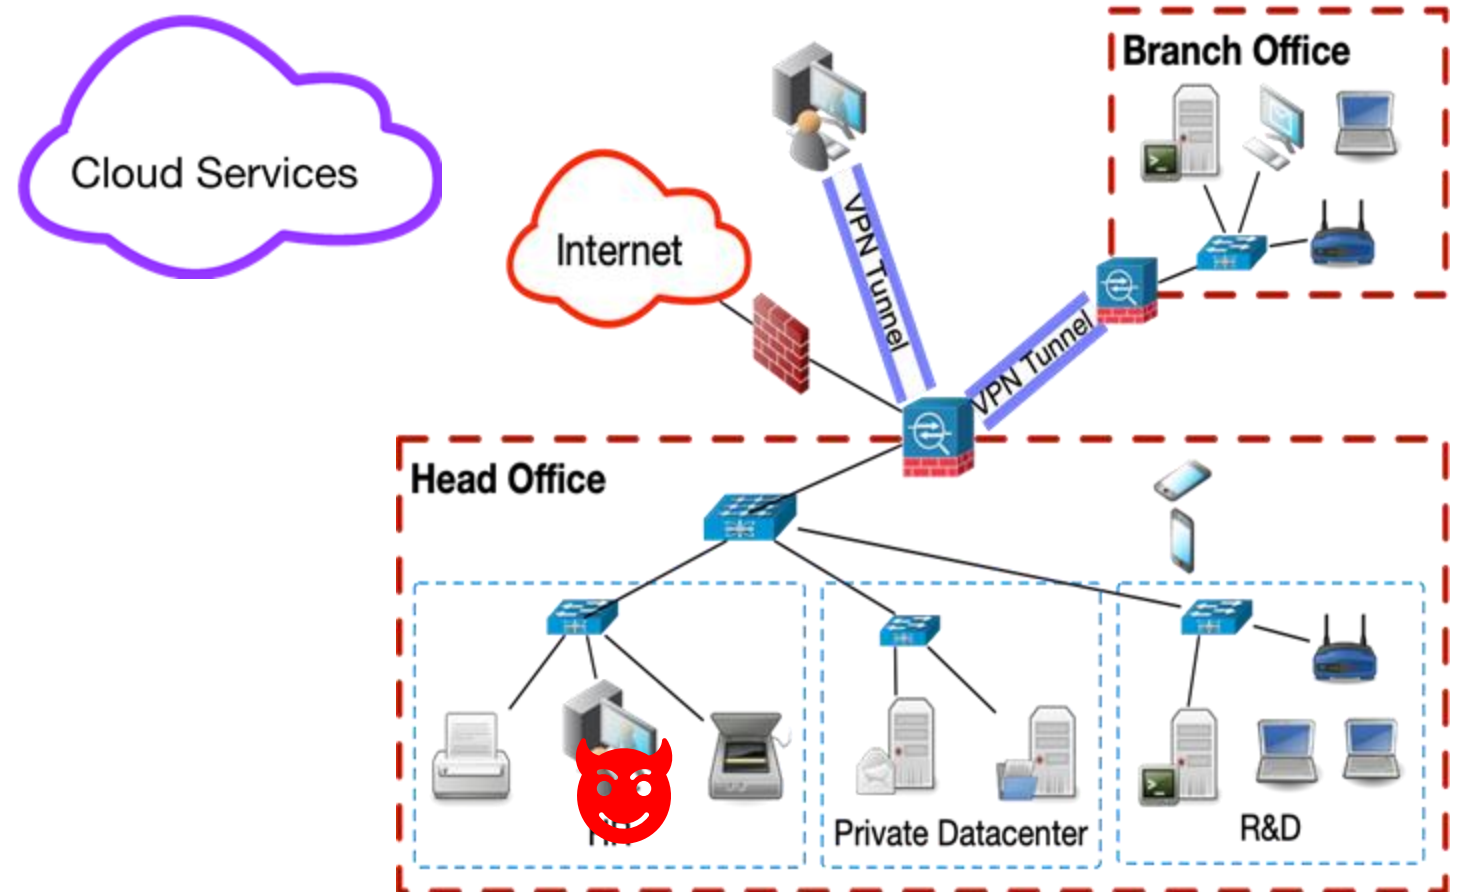 Cloud Services
Internet
VPN Tunnel
VPN Tunnel
Branch Office
>_
Head Office
Private Datacenter
>_
R&D